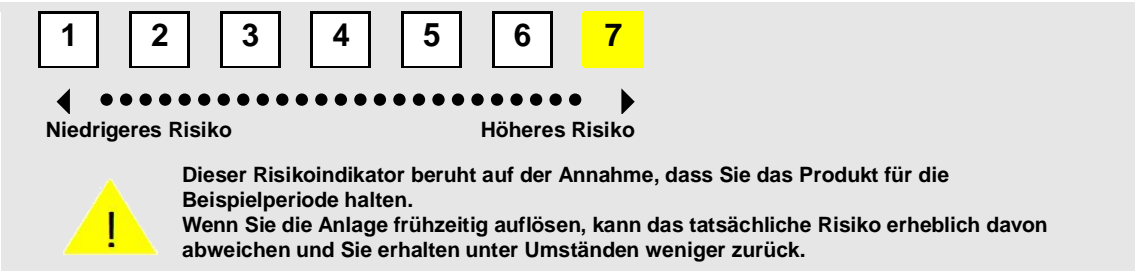 1 2 3 4 5 6 7
Niedrigeres Risiko Höheres Risiko
Dieser Risikoindikator beruht auf der Annahme, dass Sie das Produkt für die
Beispielperiode halten.
Wenn Sie die Anlage frühzeitig auflösen, kann das tatsächliche Risiko erheblich davon
abweichen und Sie erhalten unter Umständen weniger zurück.
!